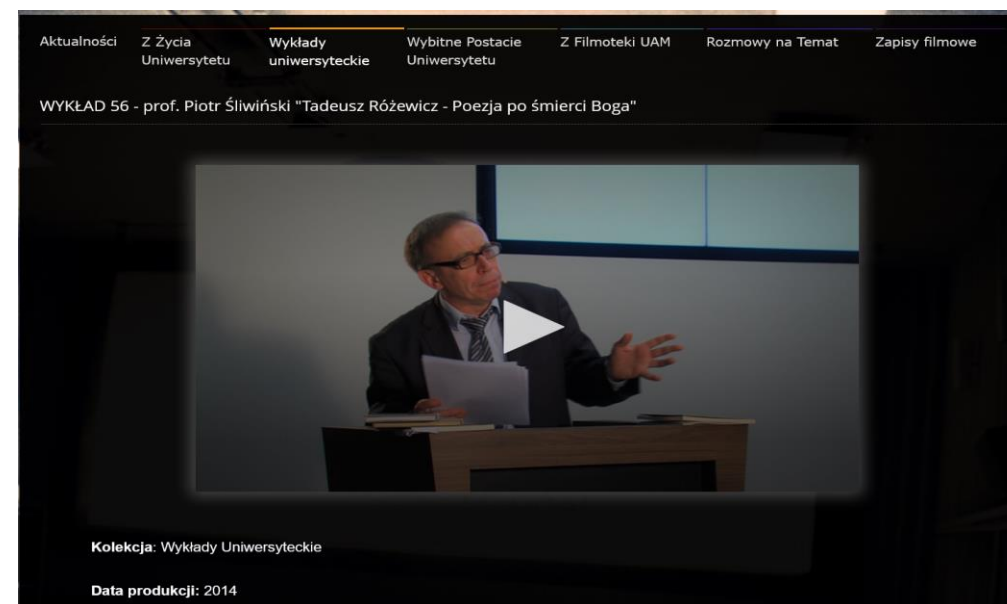 Aktualności
Z Życia
Uniwersytetu
Wykłady
uniwersyteckie
Wybitne Postacie
Uniwersytetu
Z Filmoteki UAM
Rozmowy na Temat
Zapisy filmowe
WYKŁAD 56 - prof. Piotr Śliwiński "Tadeusz Różewicz - Poezja po śmierci Boga"
Kolekcja: Wykłady Uniwersyteckie
Data produkcji: 2014